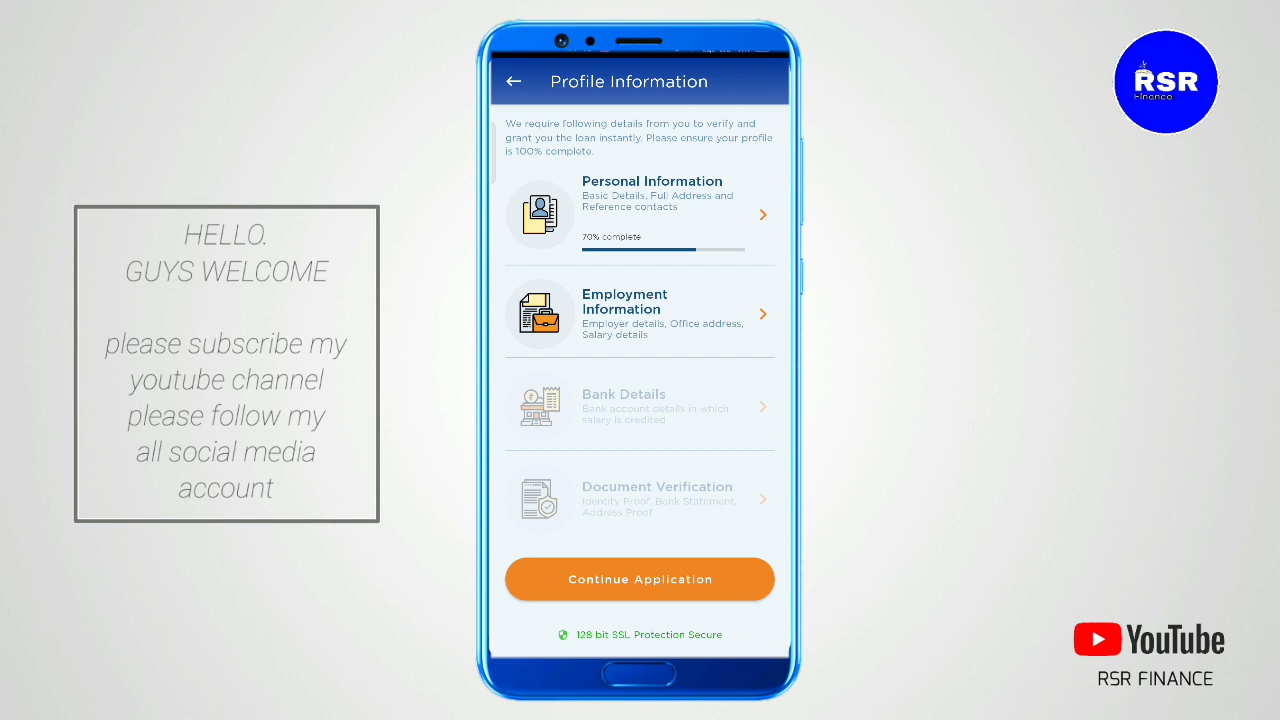 HELLO.
GUYS WELCOME
please subscribe my
youtube channel
please follow my
all social media
account
Profile Information
We require following details from you to verify and
grant you the loan instantly. Please ensure your profile
is 100% complete.
Personal Information
Basic Details, Full Address and
Reference contacts
70% complete
Employment
Information
Employer details, Office address,
Salary details
Bank Details
Bank account details in which
salary is credited
Document Verification
Identity Proof, Bank Statement,
Address Proof
Continue Application
128 bit SSL Protection Secure
RSR
Finance
YouTube
RSR FINANCE